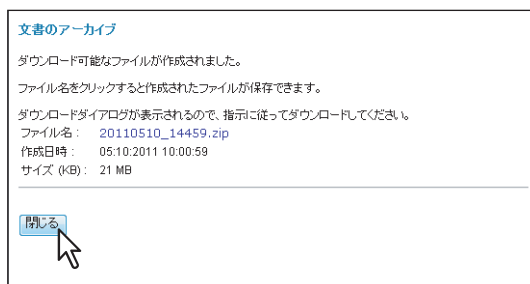 文書のアーカイブ
ダウンロード可能なファイルが作成されました。
ファイル名をクリックすると作成されたファイルが保存できます。
ダウンロードダイアログが表示されるので、指示に従ってダウンロードしてください。
ファイル名： 20110510_14459.zip
作成日時： 05:10:2011 10:00:59
サイズ (KB)： 21 MB
閉じる